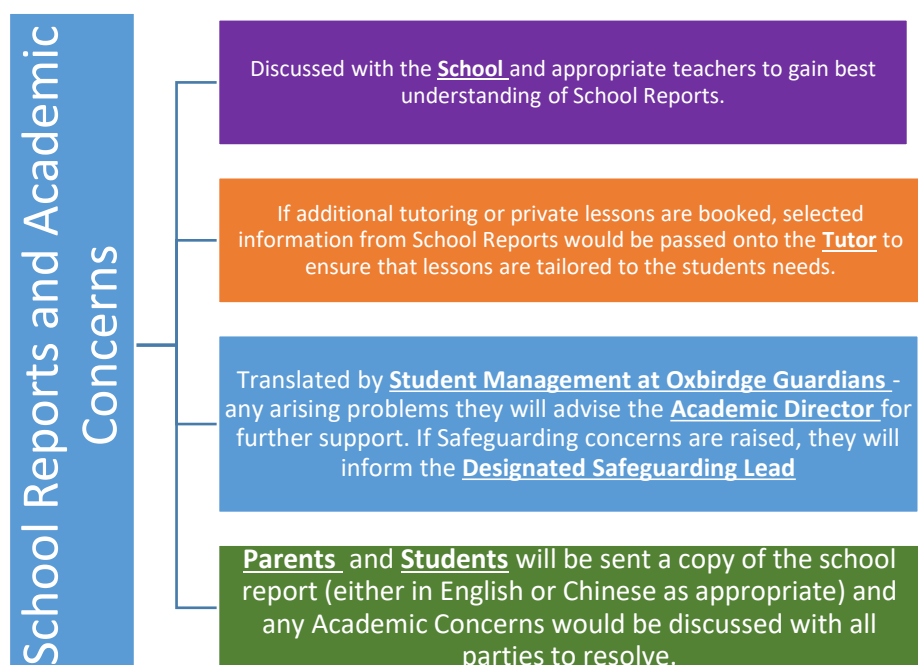 School Reports and Academic
Concerns
Discussed with the School and appropriate teachers to gain best
understanding of School Reports.
If additional tutoring or private lessons are booked, selected
information from School Reports would be passed onto the Tutor to
ensure that lessons are tailored to the students needs.
Translated by Student Management at Oxbirdge Guardians -
any arising problems they will advise the Academic Director for
further support. If Safeguarding concerns are raised, they will
inform the Designated Safeguarding Lead
Parents and Students will be sent a copy of the school
report (either in English or Chinese as appropriate) and
any Academic Concerns would be discussed with all
parties to resolve.